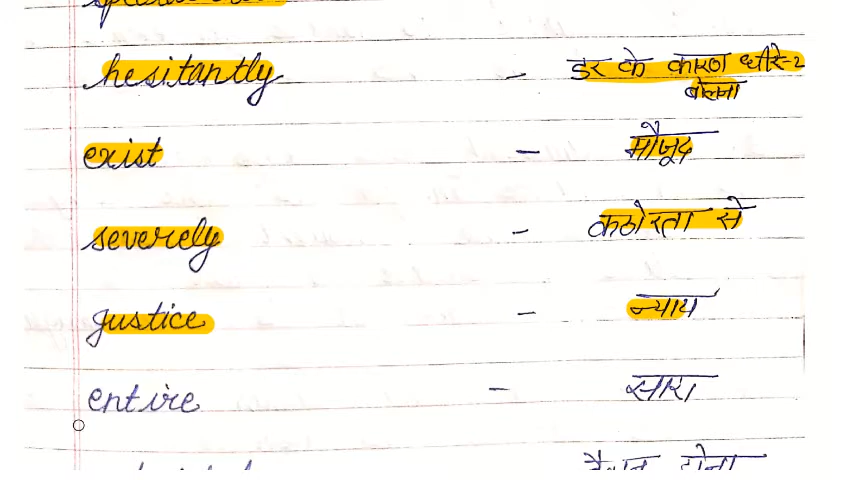 hesitantly - डर के कारण धीरे-2
बोलना
exist - मौजूद
severely - कठोरता से
justice - न्याय
entire - सारा
होना